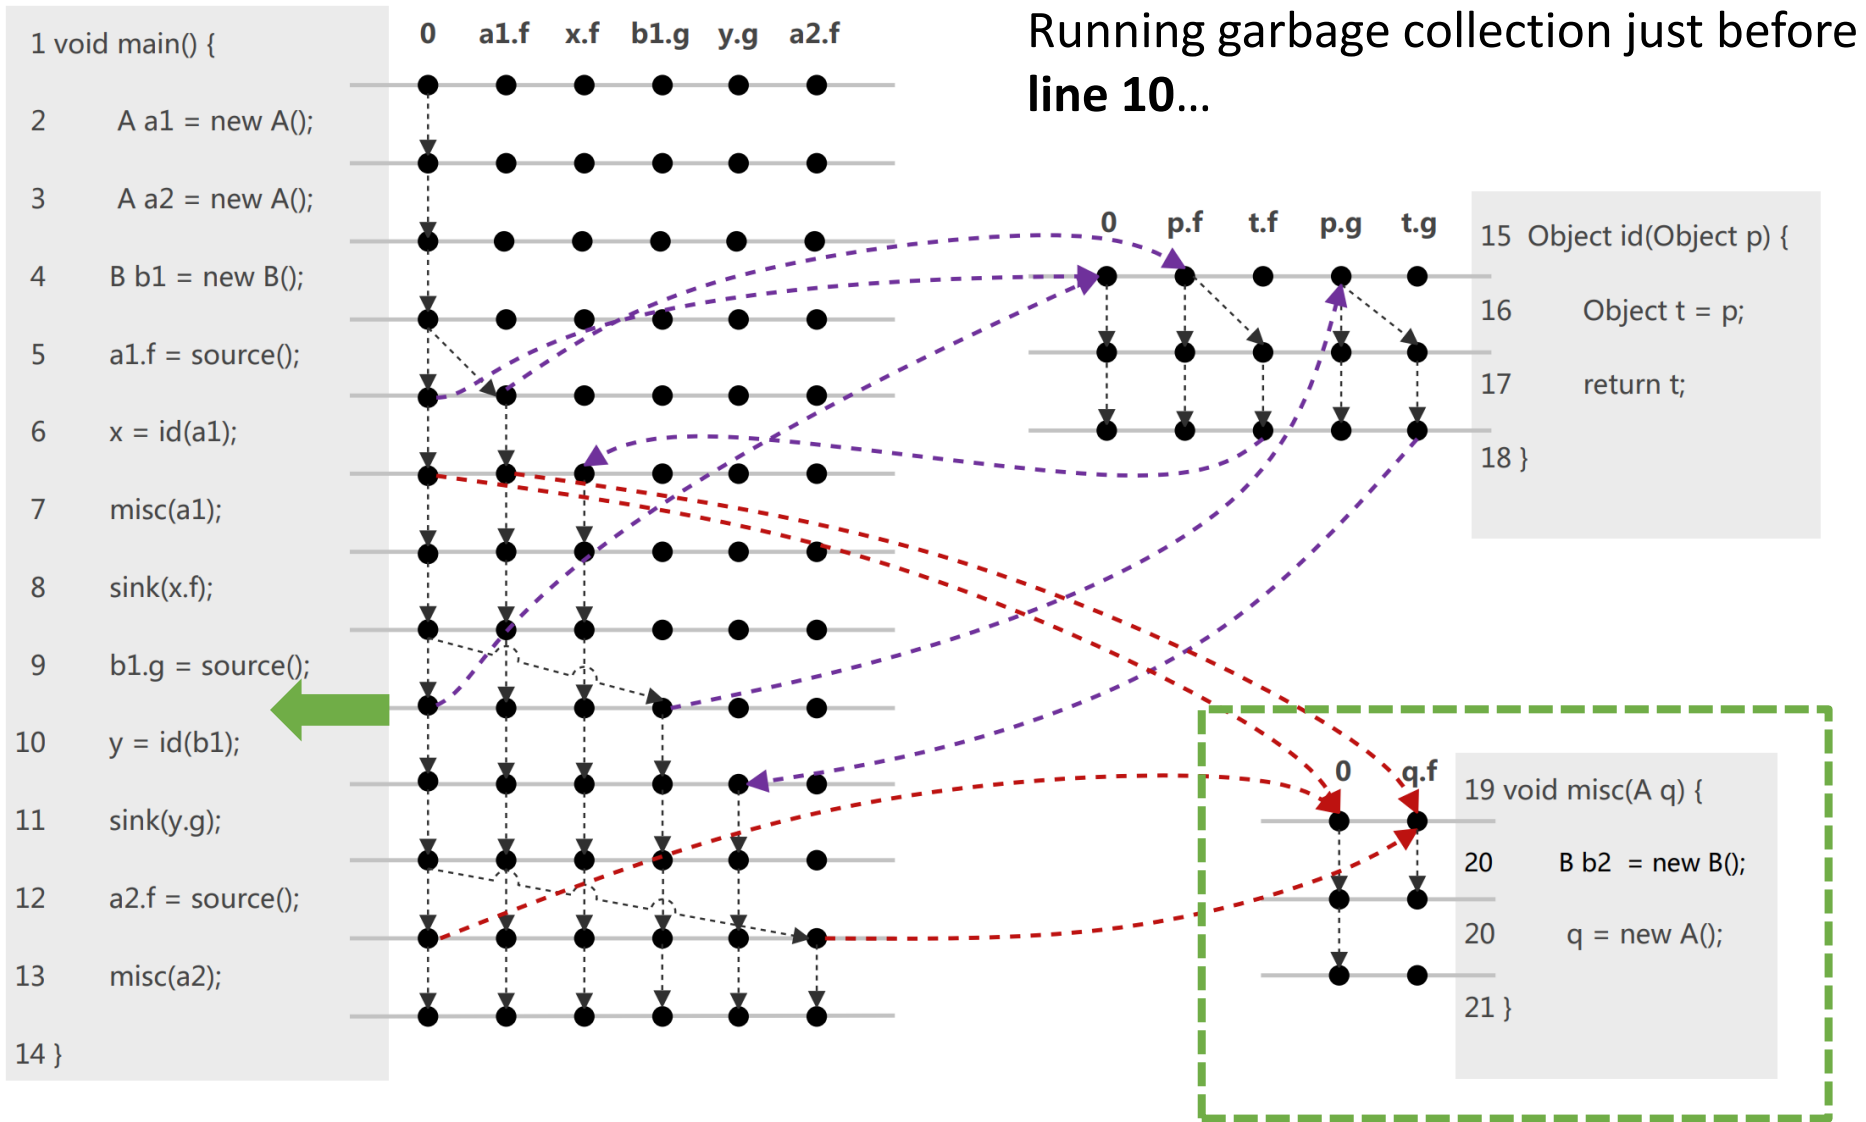 Running garbage collection just before
line 10...
0 a1.f x.f b1.g y.g a2.f
1 void main() {
2 A a1 = new A();
3 A a2 = new A();
4 B b1 = new B();
5 a1.f = source();
6 x = id(a1);
7 misc(a1);
8 sink(x.f);
9 b1.g = source();
10 y = id(b1);
11 sink(y.g);
12 a2.f = source();
13 misc(a2);
14 }
0 p.f t.f p.g t.g
15 Object id(Object p) {
16 Object t = p;
17 return t;
18 }
0 q.f
19 void misc(A q) {
20 B b2 = new B();
20 q = new A();
21 }